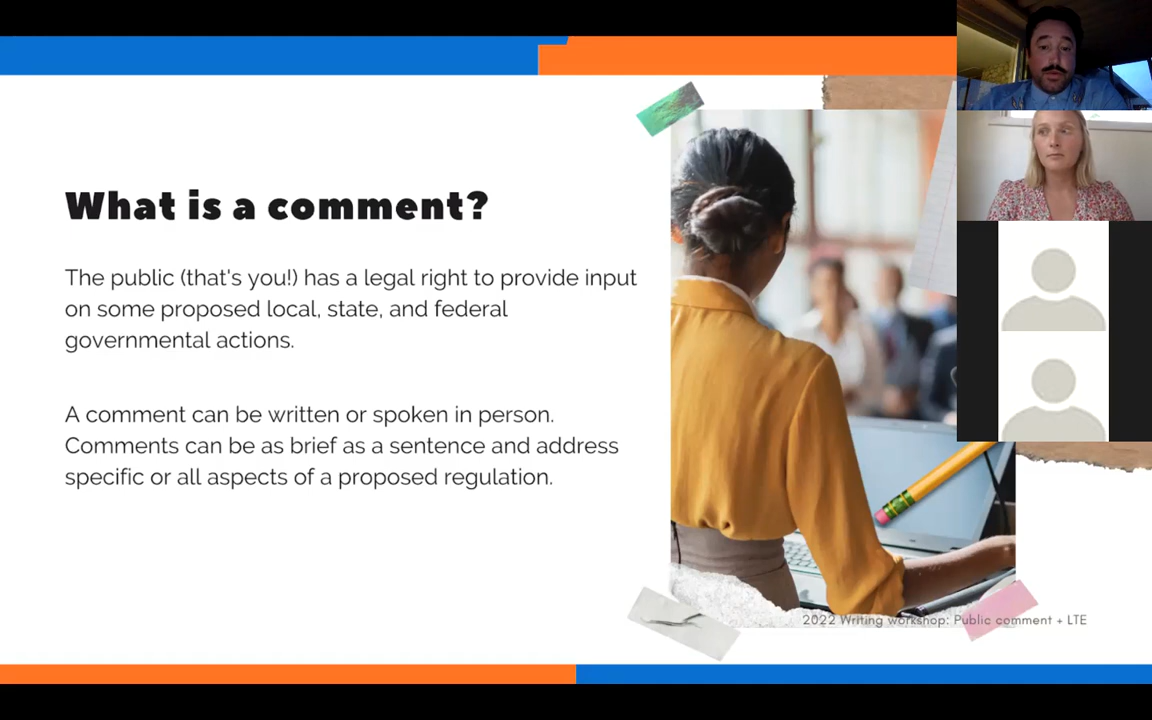 What is a comment?
The public (that's you!) has a legal right to provide input
on some proposed local, state, and federal
governmental actions.
A comment can be written or spoken in person.
Comments can be as brief as a sentence and address
specific or all aspects of a proposed regulation.
2022 Writing workshop: Public comment + LTE